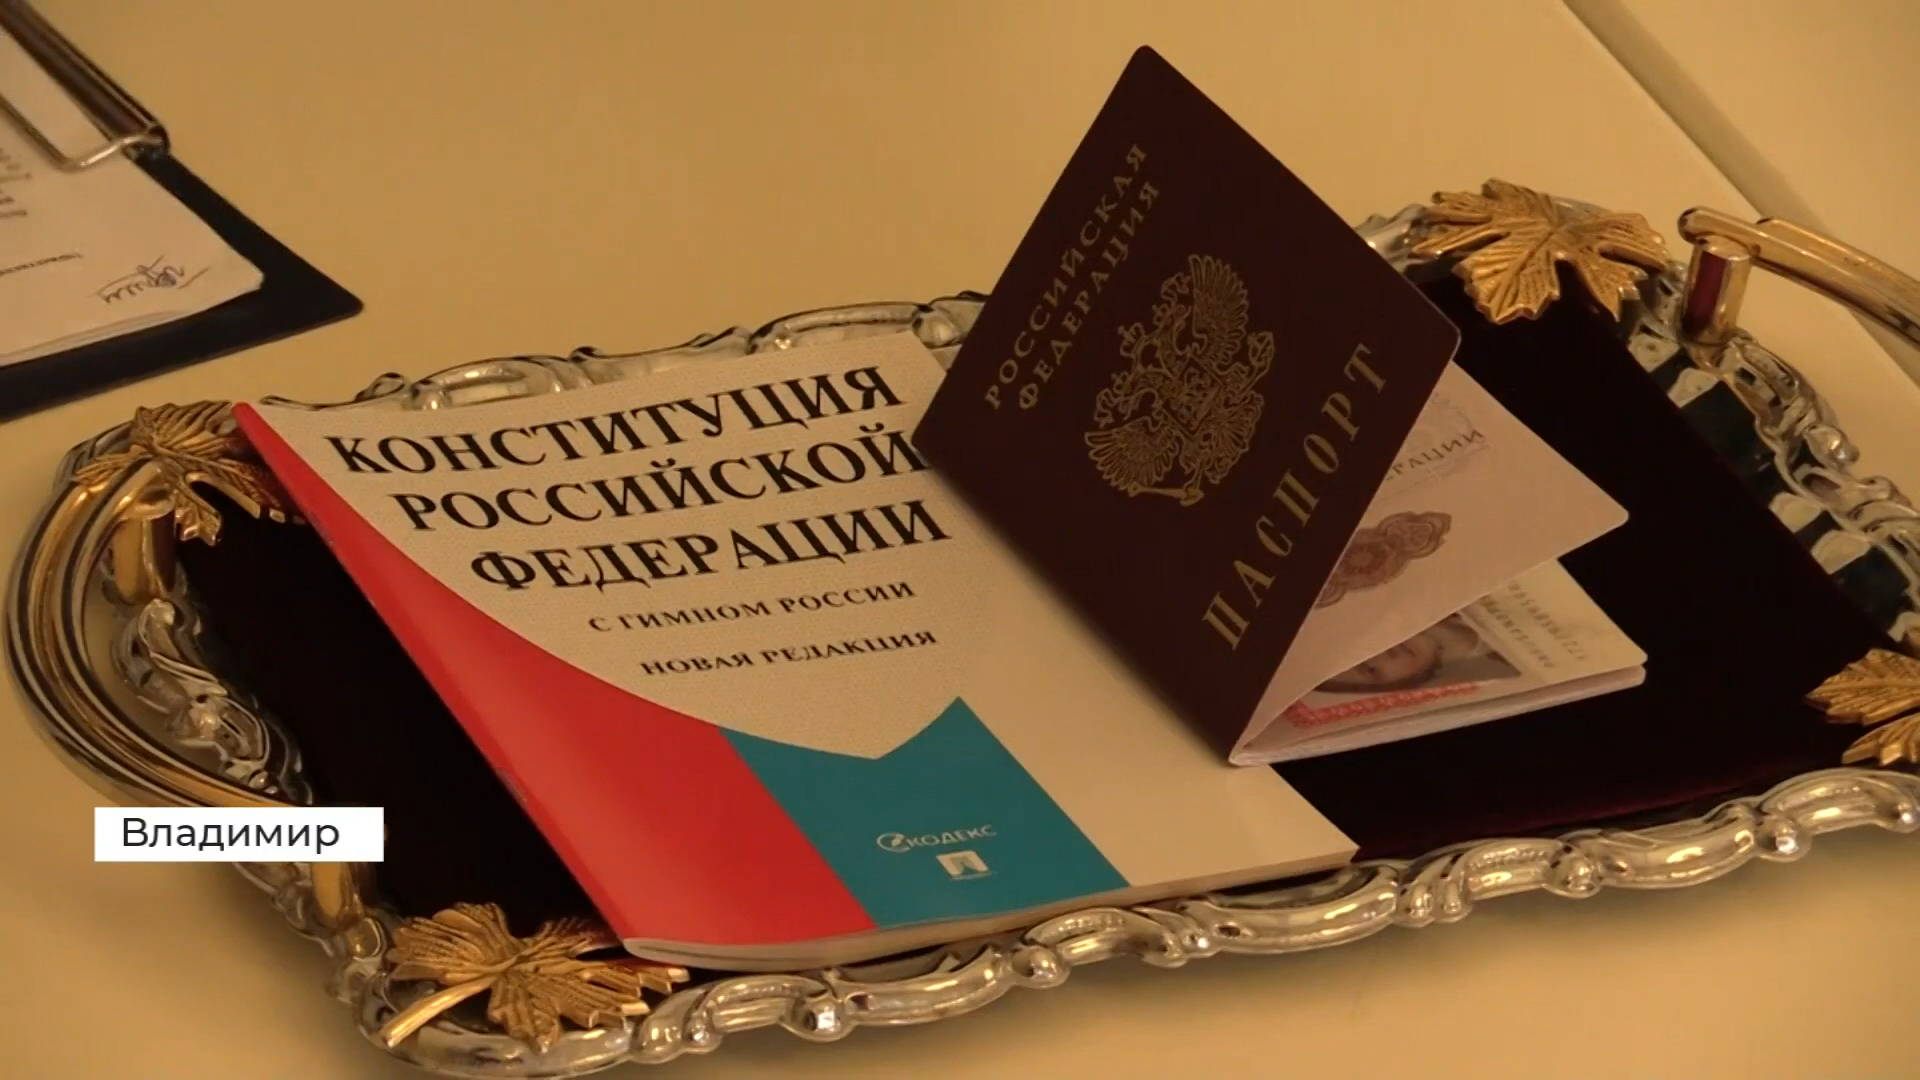 КОНСТИТУЦИЯ
РОССИЙСКОЙ
ФЕДЕРАЦИИ
С ГИМНОМ РОССИИ
НОВАЯ РЕДАКЦИЯ
КОДЕКС
РОССИЙСКАЯ
ФЕДЕРАЦИЯ
ПАСПОРТ
Владимир